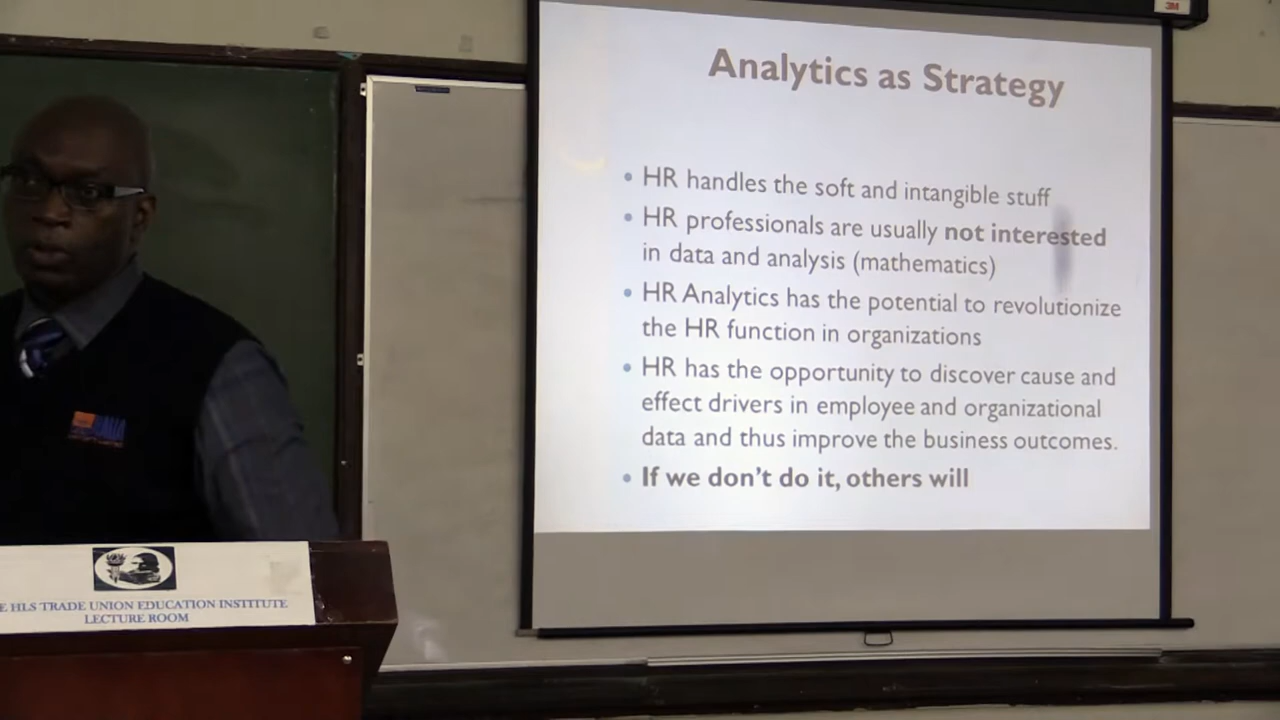 3M
Analytics as Strategy
• HR handles the soft and intangible stuff
• HR professionals are usually not interested
in data and analysis (mathematics)
• HR Analytics has the potential to revolutionize
the HR function in organizations
• HR has the opportunity to discover cause and
effect drivers in employee and organizational
data and thus improve the business outcomes.
• If we don't do it, others will
HLS TRADE UNION EDUCATION INSTITUTE
LECTURE ROOM